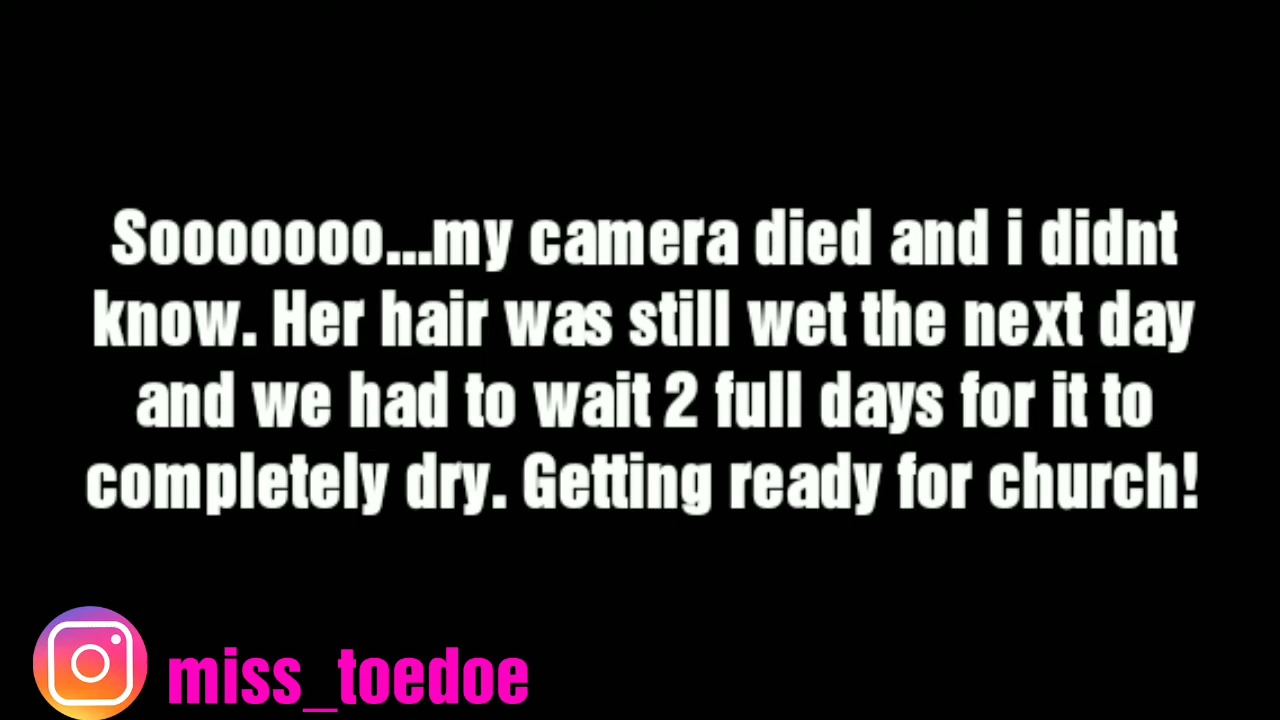 Sooooooo...my camera died and i didnt
know. Her hair was still wet the next day
and we had to wait 2 full days for it to
completely dry. Getting ready for church!
miss_toedoe